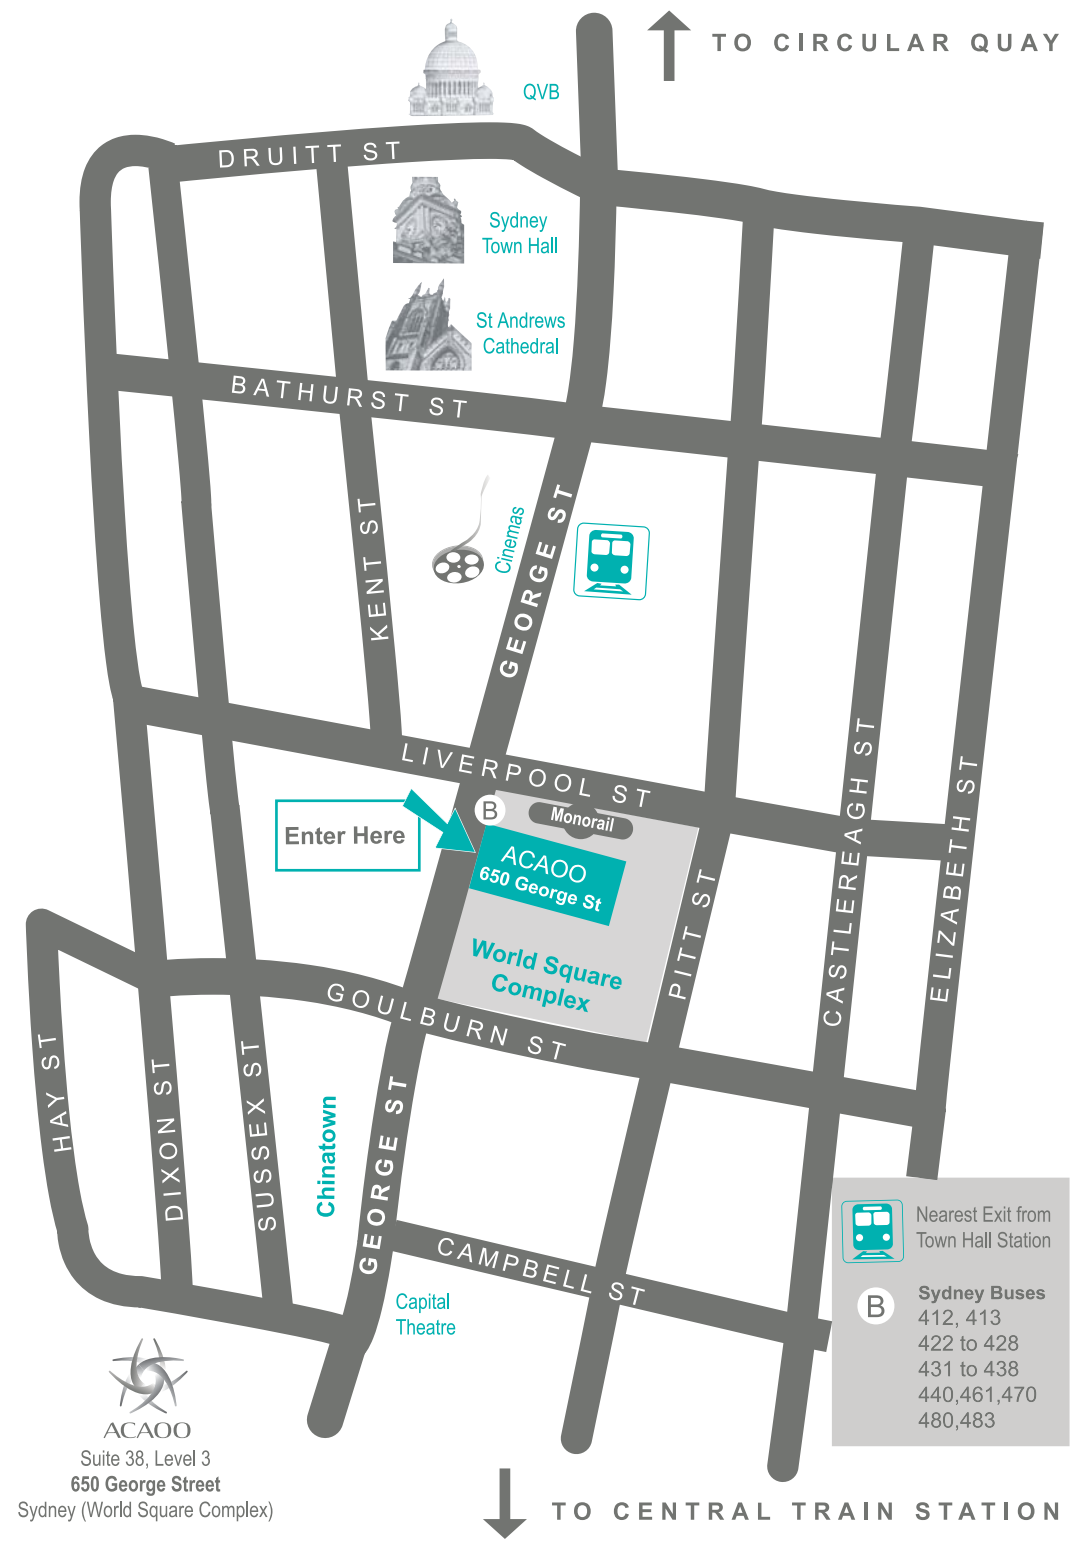 TO CIRCULAR QUAY
QVB
DRUITT ST
Sydney
Town Hall
St Andrews
Cathedral
BATHURST ST
Cinemas
GEORGE ST
KENT ST
LIVERPOOL ST
CASTLEREAGH ST
ELIZABETH ST
B
Monorail
Enter Here
ACAOO
650 George St
PITT ST
World Square
Complex
GOULBURN ST
HAY ST
DIXON ST
SUSSEX ST
Chinatown
GEORGE ST
CAMPBELL ST
Capital
Theatre
Nearest Exit from
Town Hall Station
B
Sydney Buses
412, 413
422 to 428
431 to 438
440,461,470
480,483
ACAOO
Suite 38, Level 3
650 George Street
Sydney (World Square Complex)
TO CENTRAL TRAIN STATION